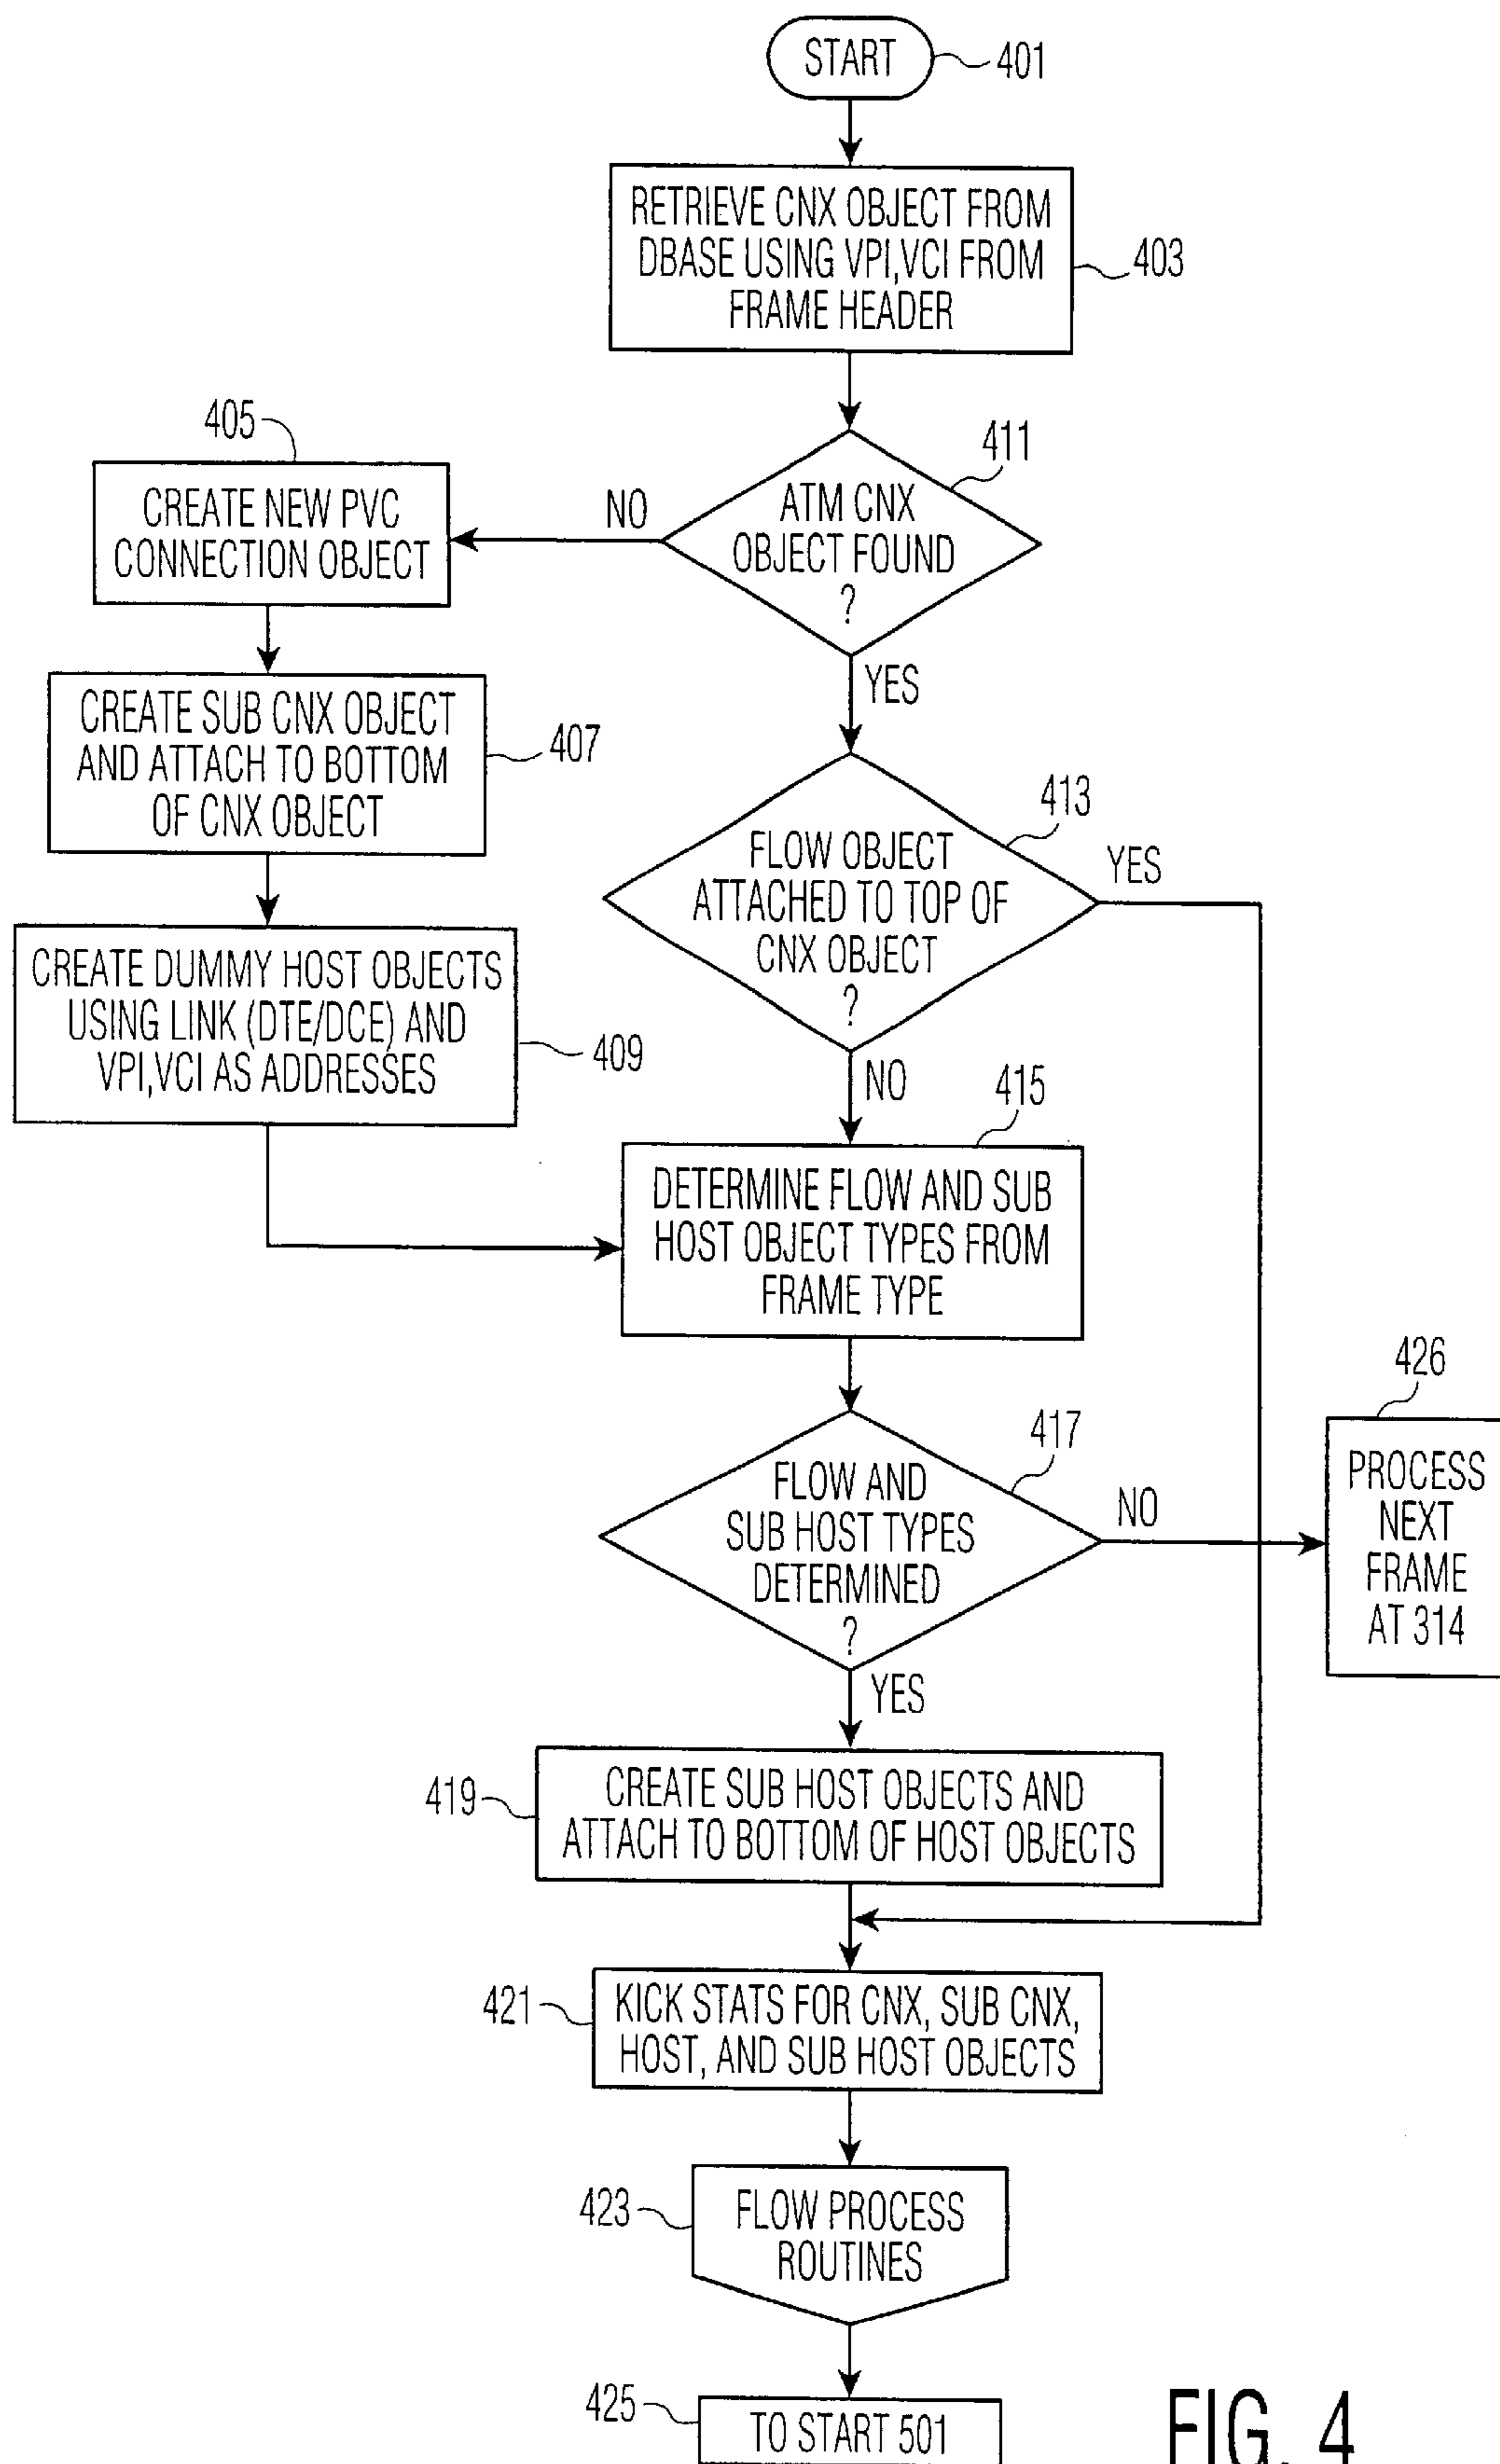 START
401
RETRIEVE CNX OBJECT FROM
DBASE USING VPI,VCI FROM
FRAME HEADER
403
405
411
CREATE NEW PVC
CONNECTION OBJECT
NO
ATM CNX
OBJECT FOUND
?
YES
CREATE SUB CNX OBJECT
AND ATTACH TO BOTTOM
OF CNX OBJECT
407
413
FLOW OBJECT
ATTACHED TO TOP OF
CNX OBJECT
?
YES
CREATE DUMMY HOST OBJECTS
USING LINK (DTE/DCE) AND
VPI,VCI AS ADDRESSES
409
NO
415
DETERMINE FLOW AND SUB
HOST OBJECT TYPES FROM
FRAME TYPE
417
FLOW AND
SUB HOST TYPES
DETERMINED
?
NO
426
PROCESS
NEXT
FRAME
AT 314
YES
419
CREATE SUB HOST OBJECTS AND
ATTACH TO BOTTOM OF HOST OBJECTS
421
KICK STATS FOR CNX, SUB CNX,
HOST, AND SUB HOST OBJECTS
423
FLOW PROCESS
ROUTINES
425
TO START 501
FIG. 4